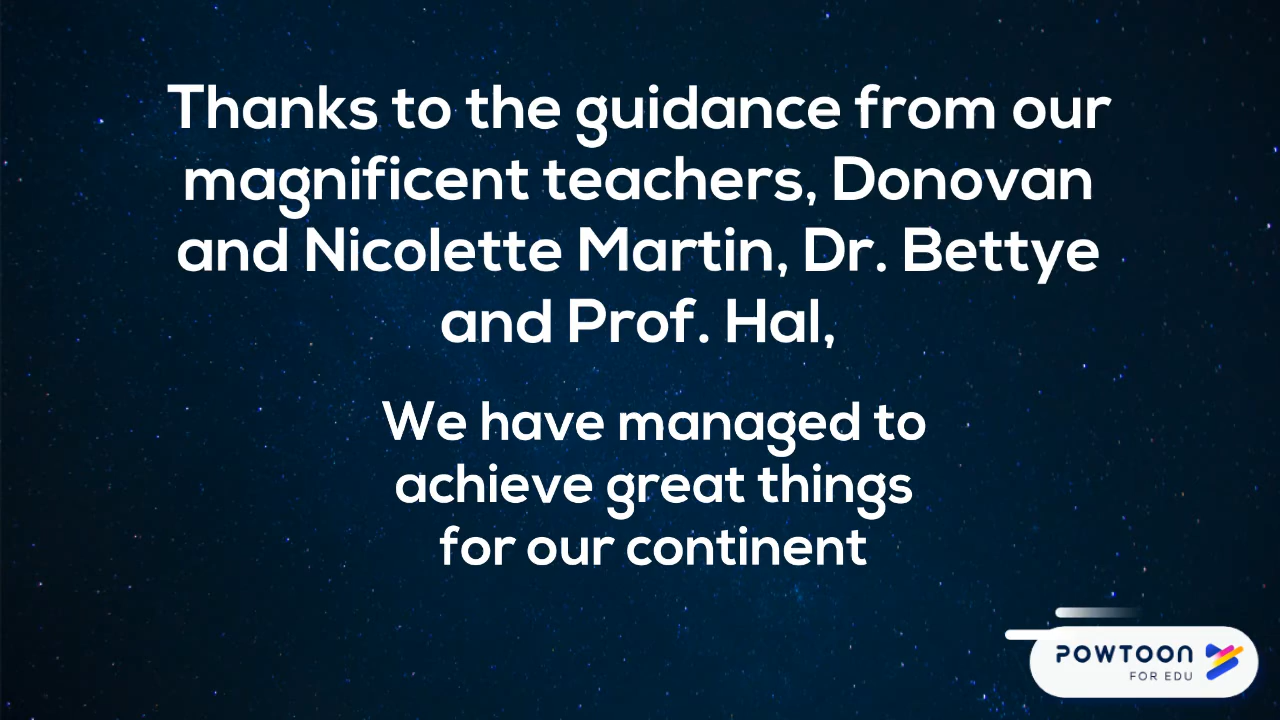 Thanks to the guidance from our
magnificent teachers, Donovan
and Nicolette Martin, Dr. Bettye
and Prof. Hal,
We have managed to
achieve great things
for our continent
POWTOON
FOR EDU